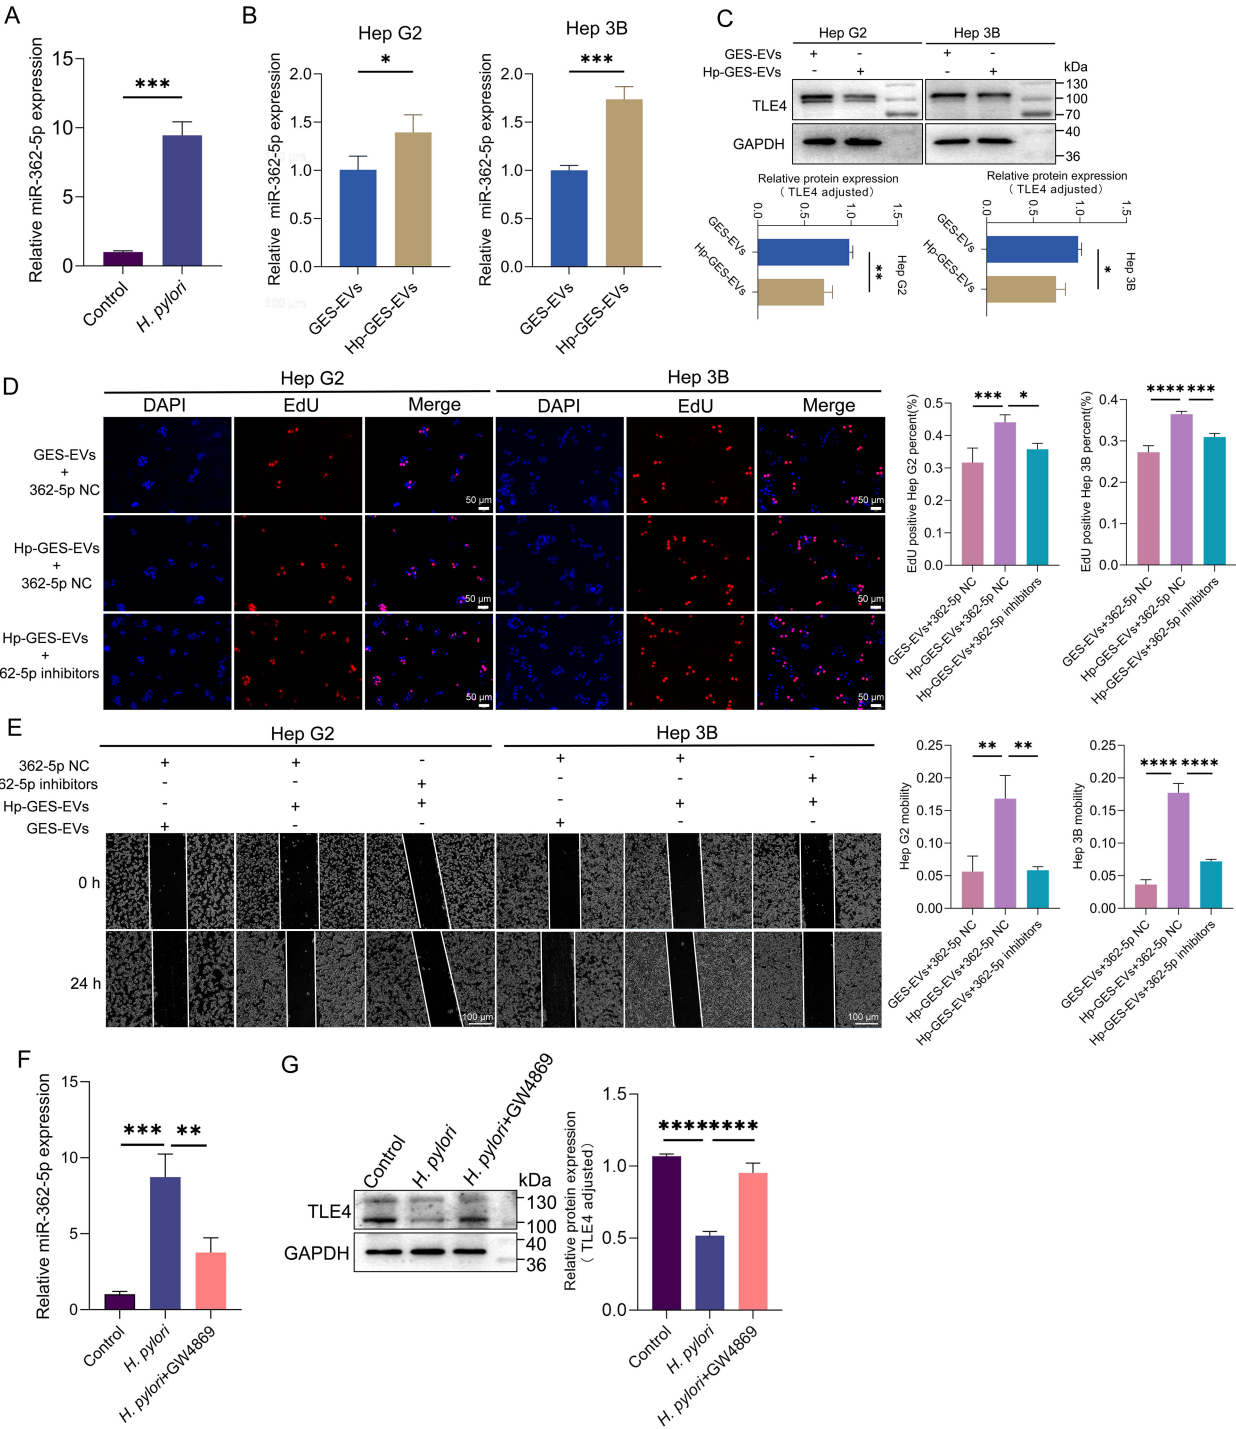 A
Relative miR-362-5p expression
15
10
5
0
***
Control
H. pylori
B
Hep G2
Relative miR-362-5p expression
2.0
1.5
1.0
0.5
0.0
*
GES-EVs
Hp-GES-EVs
Hep 3B
Relative miR-362-5p expression
2.0
1.5
1.0
0.5
0.0
***
GES-EVs
Hp-GES-EVs
100 μm
C
Hep G2 Hep 3B
GES-EVs + - + -
Hp-GES-EVs - + - +
kDa
TLE4
130
100
70
GAPDH
40
36
Relative protein expression
( TLE4 adjusted)
0.0 0.5 1.0 1.5
GES-EVs
Hp-GES-EVs
**
Hep G2
Relative protein expression
( TLE4 adjusted)
0.0 0.5 1.0 1.5
GES-EVs
Hp-GES-EVs
*
Hep 3B
D
Hep G2 Hep 3B
DAPI EdU Merge DAPI EdU Merge
GES-EVs
+
362-5p NC
50 μm 50 μm
Hp-GES-EVs
+
362-5p NC
50 μm 50 μm
Hp-GES-EVs
+
62-5p inhibitors
50 μm 50 μm
EdU positive Hep G2 percent(%)
0.5
0.4
0.3
0.2
0.1
0.0
*** *
GES-EVs+362-5p NC
Hp-GES-EVs+362-5p NC
Hp-GES-EVs+362-5p inhibitors
EdU positive Hep 3B percent(%)
0.4
0.3
0.2
0.1
0.0
**** ***
GES-EVs+362-5p NC
Hp-GES-EVs+362-5p NC
Hp-GES-EVs+362-5p inhibitors
E
Hep G2 Hep 3B
362-5p NC + + - + + -
62-5p inhibitors - - + - - +
Hp-GES-EVs - + + - + +
GES-EVs + - - + - -
0 h
24 h
100 μm 100 μm
Hep G2 mobility
0.25
0.20
0.15
0.10
0.05
0.00
** **
GES-EVs+362-5p NC
Hp-GES-EVs+362-5p NC
Hp-GES-EVs+362-5p inhibitors
Hep 3B mobility
0.25
0.20
0.15
0.10
0.05
0.00
**** ****
GES-EVs+362-5p NC
Hp-GES-EVs+362-5p NC
Hp-GES-EVs+362-5p inhibitors
F
Relative miR-362-5p expression
15
10
5
0
*** **
Control
H. pylori
H. pylori+GW4869
G
Control
H. pylori
H. pylori+GW4869
kDa
TLE4
130
100
GAPDH
40
36
Relative protein expression
( TLE4 adjusted)
1.5
1.0
0.5
0.0
**** ****
Control
H. pylori
H. pylori+GW4869